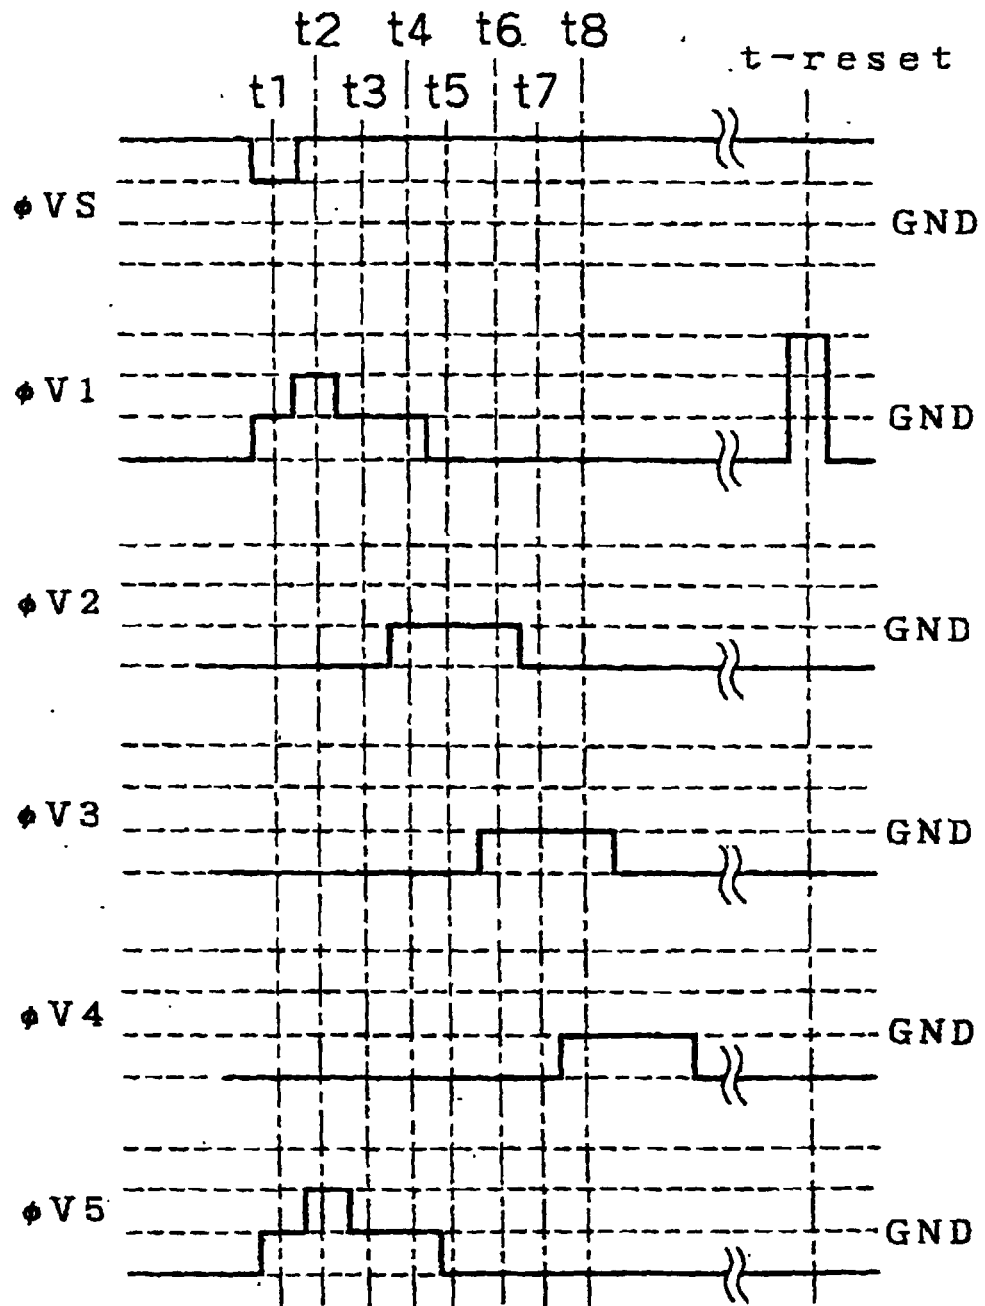 t2 t4 t6 t8
t-reset
t1 t3 t5 t7
φVS GND
φV1 GND
φV2 GND
φV3 GND
φV4 GND
φV5 GND